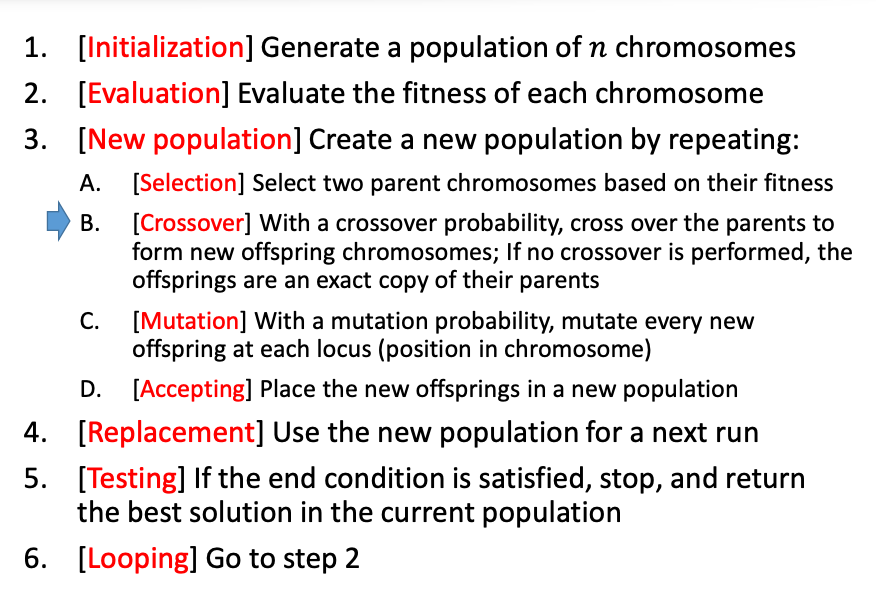 1. [Initialization] Generate a population of n chromosomes
2. [Evaluation] Evaluate the fitness of each chromosome
3. [New population] Create a new population by repeating:
A. [Selection] Select two parent chromosomes based on their fitness
B. [Crossover] With a crossover probability, cross over the parents to
form new offspring chromosomes; If no crossover is performed, the
offsprings are an exact copy of their parents
C. [Mutation] With a mutation probability, mutate every new
offspring at each locus (position in chromosome)
D. [Accepting] Place the new offsprings in a new population
4. [Replacement] Use the new population for a next run
5. [Testing] If the end condition is satisfied, stop, and return
the best solution in the current population
6. [Looping] Go to step 2